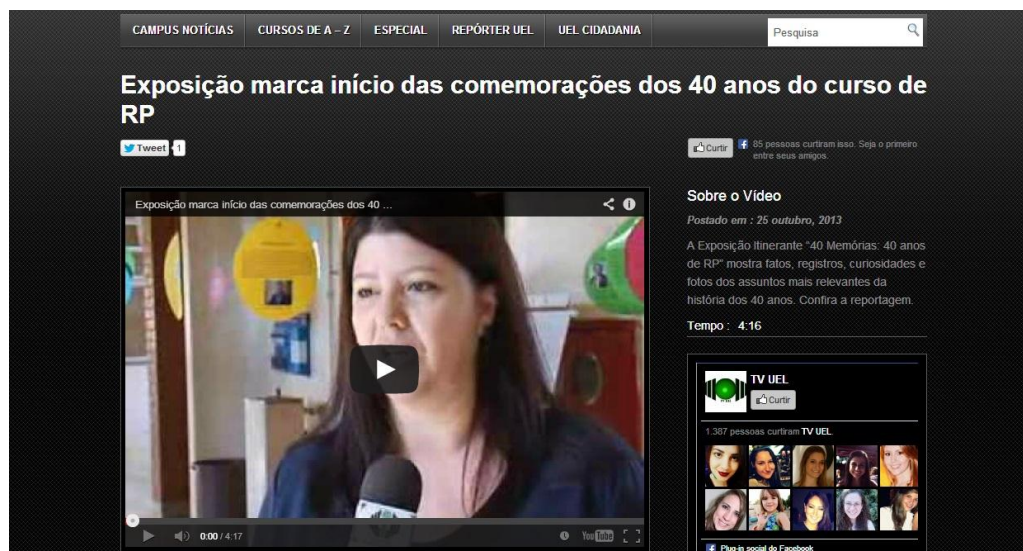 CAMPUS NOTÍCIAS CURSOS DE A – Z ESPECIAL REPÓRTER UEL UEL CIDADANIA Pesquisa
Exposição marca início das comemorações dos 40 anos do curso de
RP
Tweet 1
Curtir 85 pessoas curtiram isso. Seja o primeiro
entre seus amigos.
Exposição marca início das comemorações dos 40 ...
0:00 / 4:17 YouTube
Sobre o Vídeo
Postado em : 25 outubro, 2013
A Exposição Itinerante "40 Memórias: 40 anos
de RP" mostra fatos, registros, curiosidades e
fotos dos assuntos mais relevantes da
história dos 40 anos. Confira a reportagem.
Tempo : 4:16
TV UEL
Curtir
1.387 pessoas curtiram TV UEL.
Plug-in social do Facebook